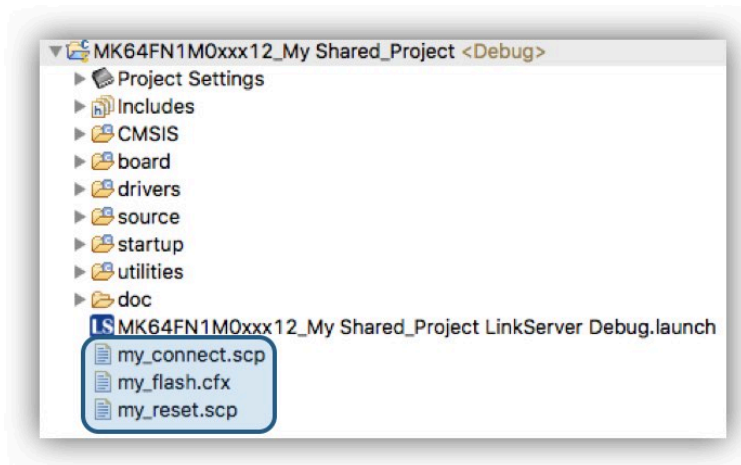 MK64FN1M0xxx12_My Shared_Project <Debug>
Project Settings
Includes
CMSIS
board
drivers
source
startup
utilities
doc
LS MK64FN1M0xxx12_My Shared_Project LinkServer Debug.launch
my_connect.scp
my_flash.cfx
my_reset.scp